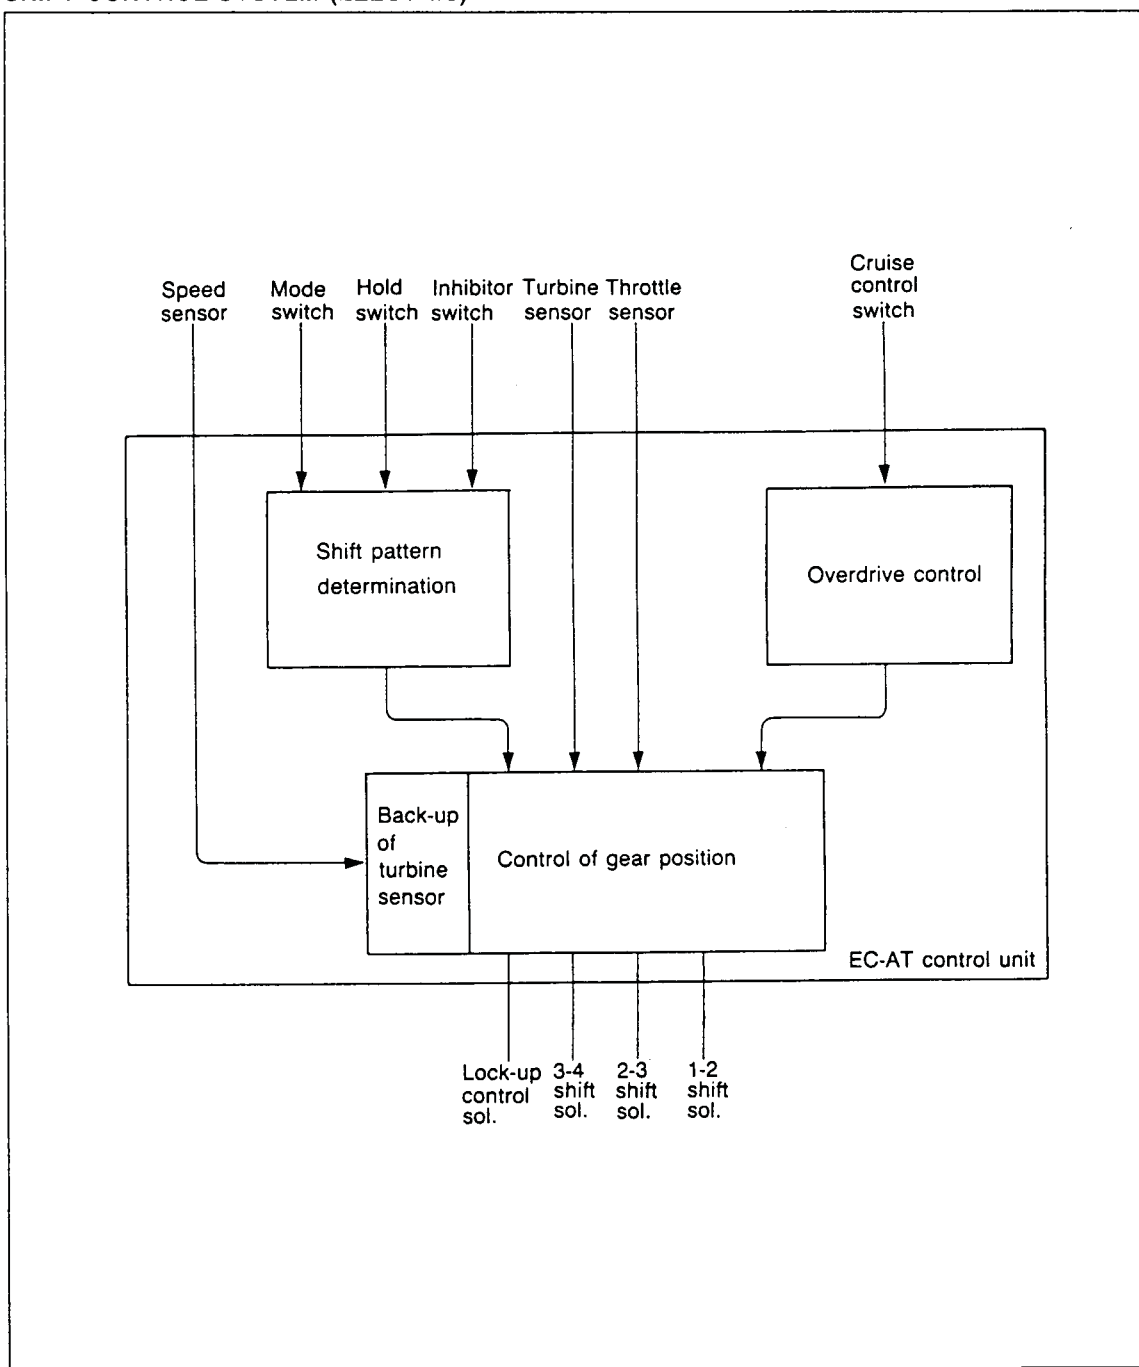 Speed
sensor
Mode
switch
Hold
switch
Inhibitor
switch
Turbine
sensor
Throttle
sensor
Cruise
control
switch
Shift pattern
determination
Overdrive control
Back-up
of
turbine
sensor
Control of gear position
EC-AT control unit
Lock-up
control
sol.
3-4
shift
sol.
2-3
shift
sol.
1-2
shift
sol.